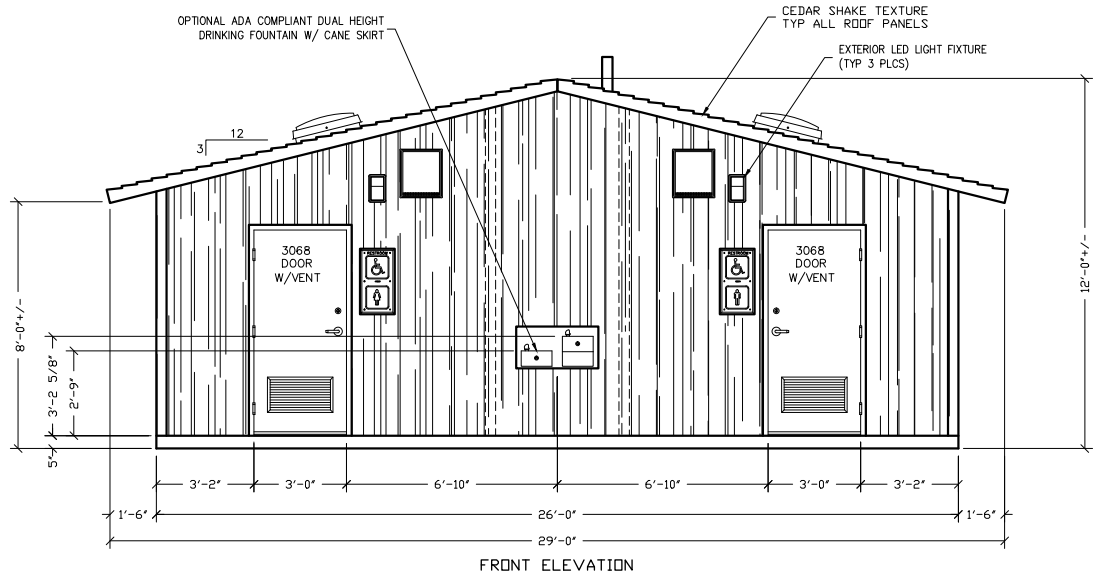 OPTIONAL ADA COMPLIANT DUAL HEIGHT
DRINKING FOUNTAIN W/ CANE SKIRT
CEDAR SHAKE TEXTURE
TYP ALL ROOF PANELS
EXTERIOR LED LIGHT FIXTURE
(TYP 3 PLCS)
12
3
3068
DOOR
W/VENT
RESTROOM
RESTROOM
3068
DOOR
W/VENT
8'-0"+/-
3'-2 5/8"
2'-9"
5"
12'-0"+/-
3'-2"
3'-0"
6'-10"
6'-10"
3'-0"
3'-2"
1'-6"
26'-0"
1'-6"
29'-0"
FRONT ELEVATION